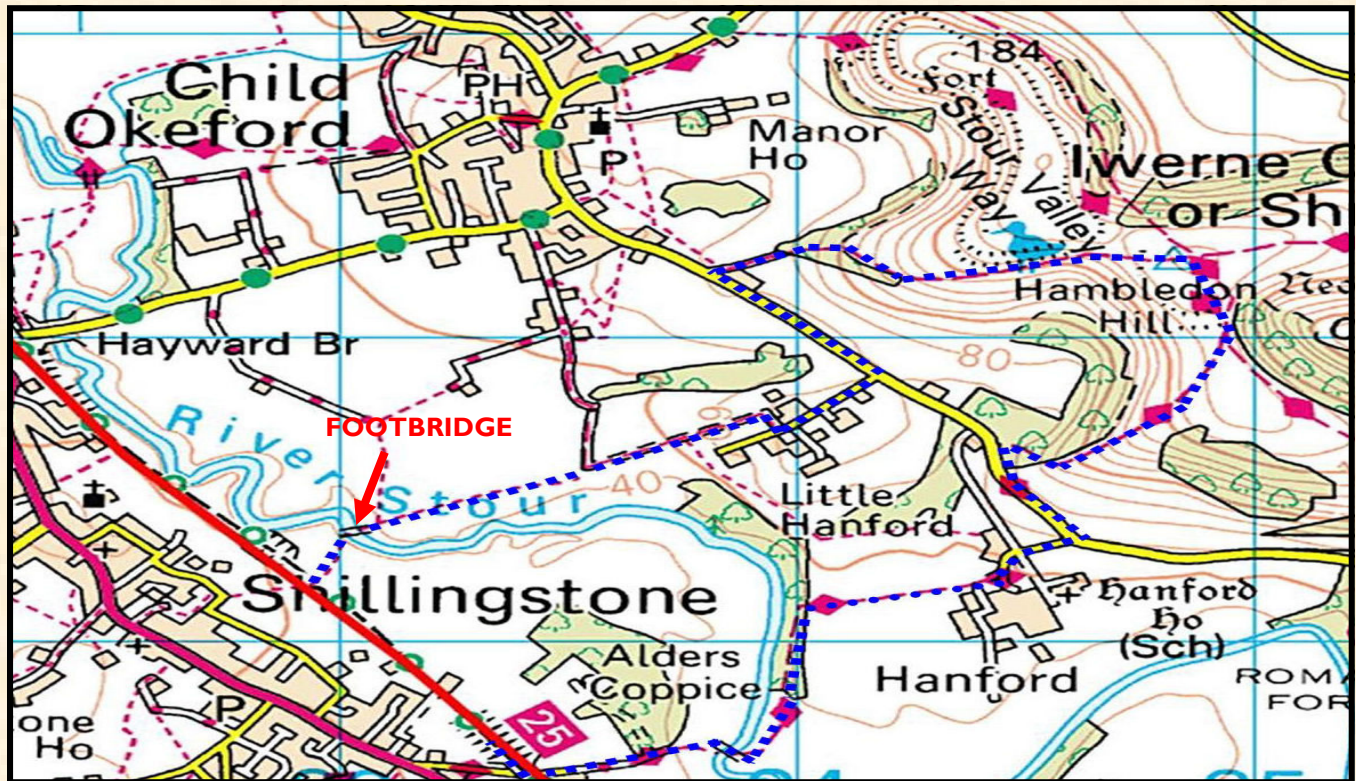 184
Child
Okeford
PH
Fort
Stour
Valley
Way
Manor
Ho
P
Iwerne C
or Sh
Hambledon
Hill
Hayward Br
80
FOOTBRIDGE
River Stour
40
Little
Hanford
Shillingstone
Hanford
Ho
(Sch)
Alders
Coppice
Hanford
ROMA
FOR
P
one
Ho
25